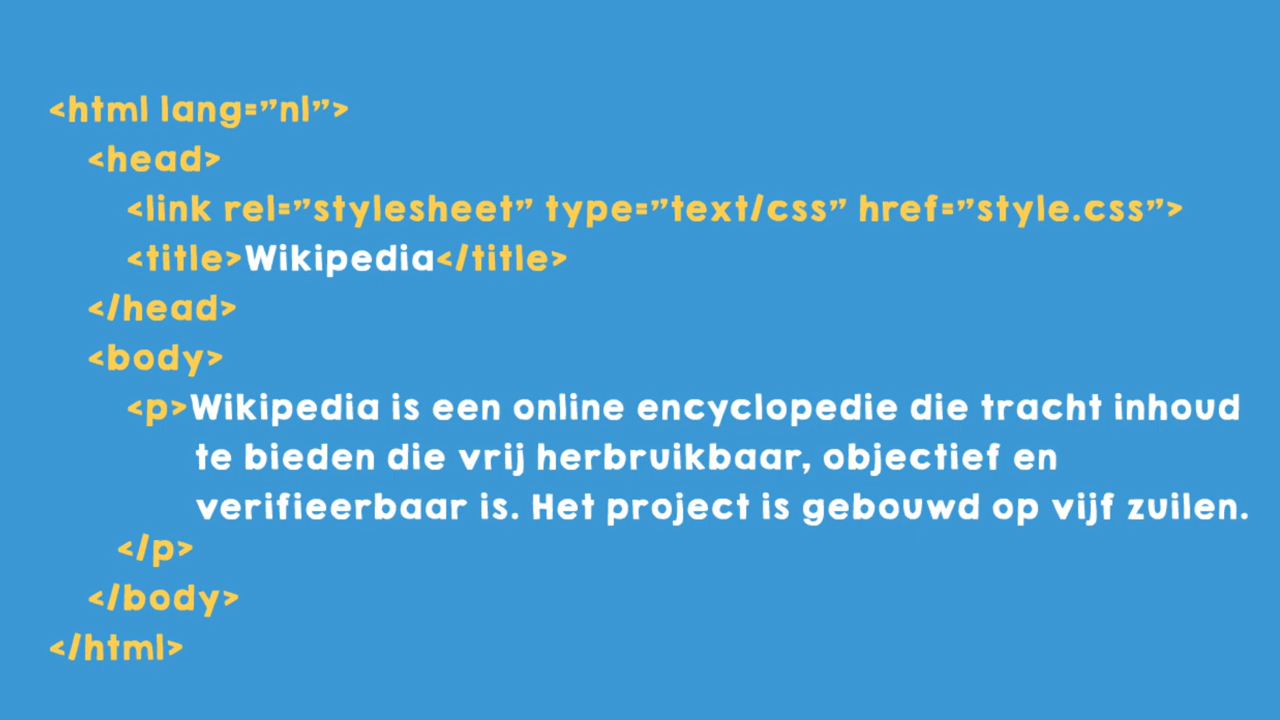 <html lang=”nl”>
<head>
<link rel=”stylesheet” type=”text/css” href=”style.css”>
<title>Wikipedia</title>
</head>
<body>
<p>Wikipedia is een online encyclopedie die tracht inhoud
te bieden die vrij herbruikbaar, objectief en
verifieerbaar is. Het project is gebouwd op vijf zuilen.
</p>
</body>
</html>